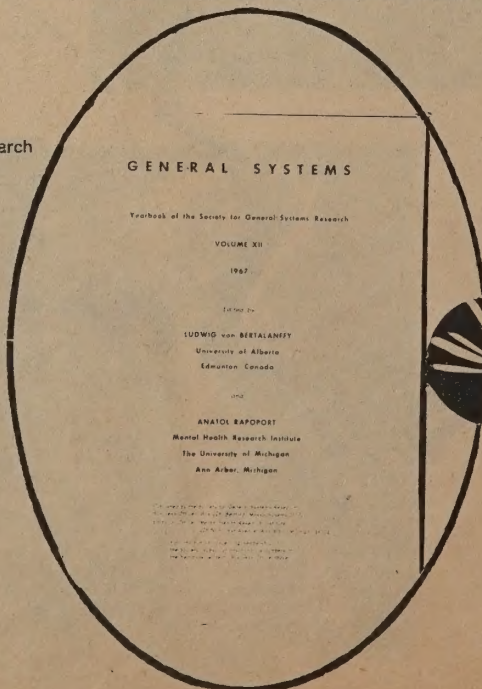 arch
GENERAL SYSTEMS
Yearbook of the Society for General Systems Research
VOLUME XII
1967
Edited by
LUDWIG von BERTALANFFY
University of Alberta
Edmunton Canada
and
ANATOL RAPOPORT
Mental Health Research Institute
The University of Michigan
Ann Arbor, Michigan